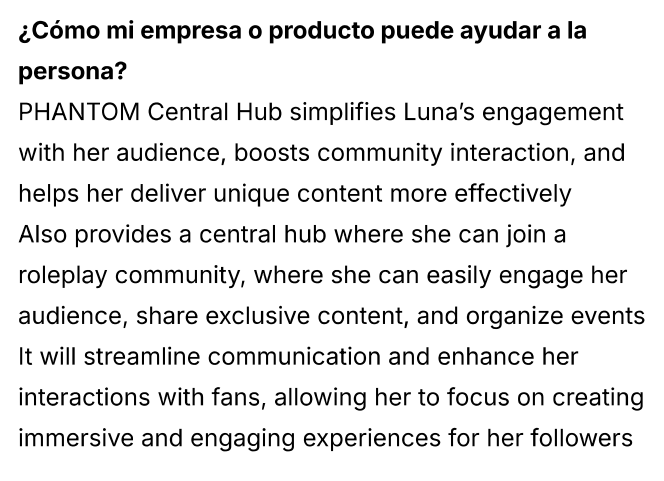 ¿Cómo mi empresa o producto puede ayudar a la
persona?
PHANTOM Central Hub simplifies Luna’s engagement
with her audience, boosts community interaction, and
helps her deliver unique content more effectively
Also provides a central hub where she can join a
roleplay community, where she can easily engage her
audience, share exclusive content, and organize events
It will streamline communication and enhance her
interactions with fans, allowing her to focus on creating
immersive and engaging experiences for her followers